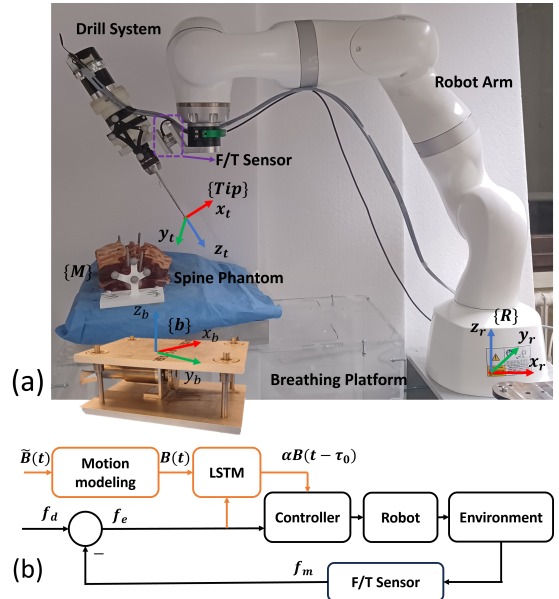 Drill System
Robot Arm
F/T Sensor
{Tip}
x_t
y_t
z_t
{M}
Spine Phantom
z_b
{b}
x_b
y_b
{R}
z_r
y_r
x_r
Breathing Platform
(a)
B̃(t)
Motion modeling
B(t)
LSTM
αB(t − τ₀)
f_d
f_e
Controller
Robot
Environment
−
(b)
f_m
F/T Sensor